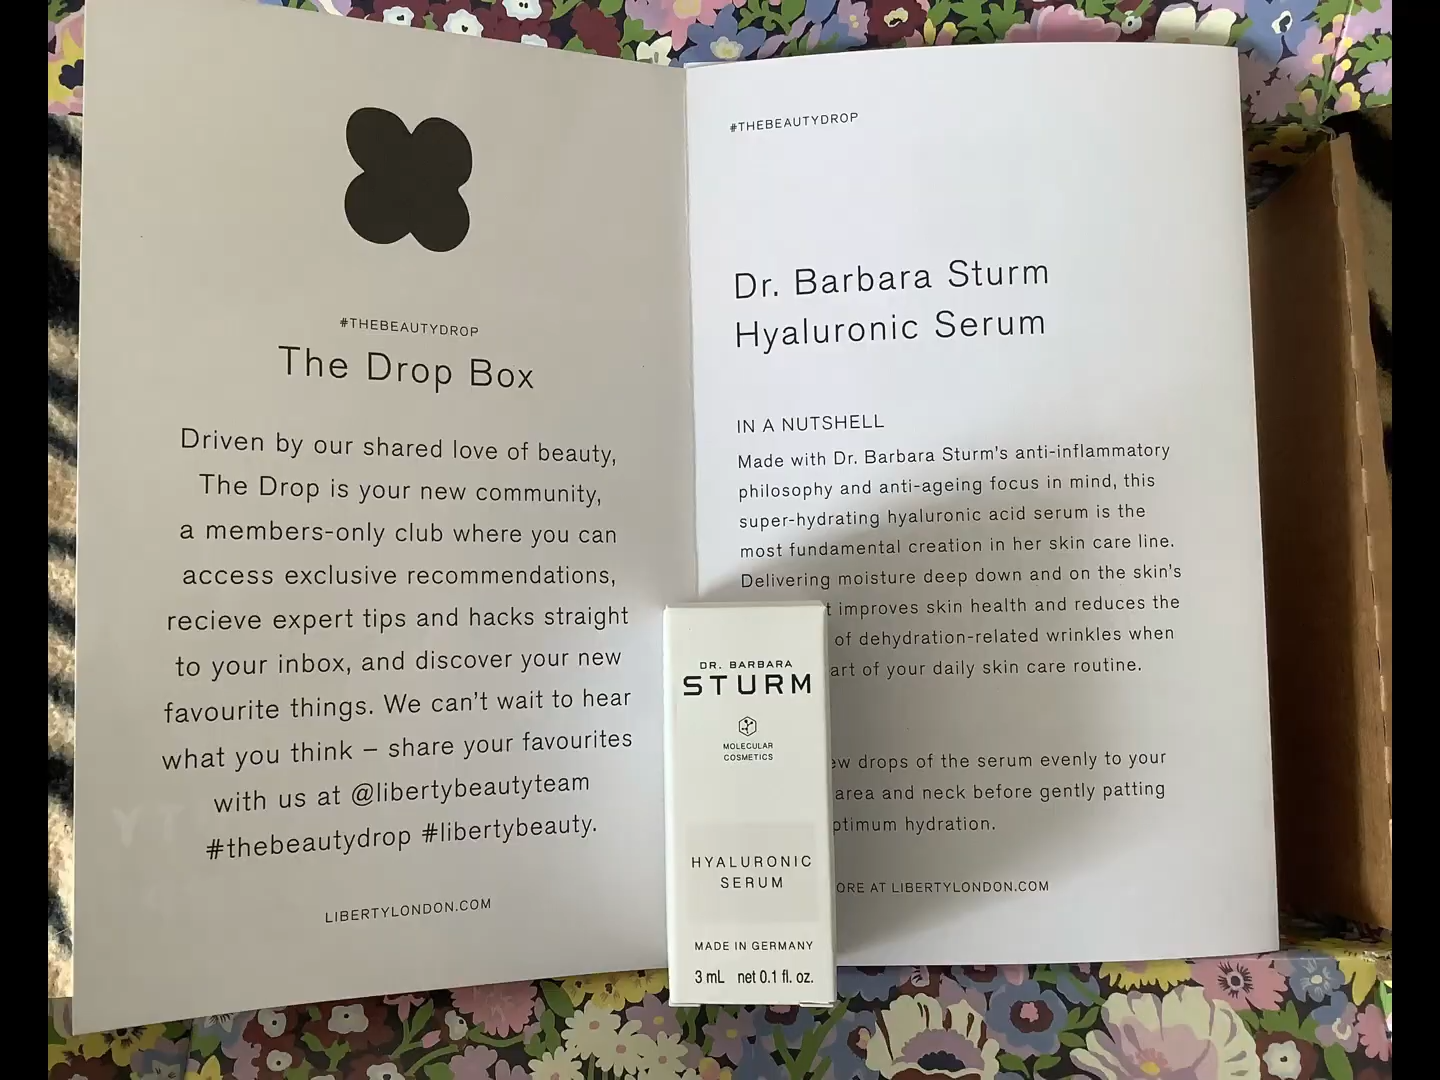 #THEBEAUTYDROP
The Drop Box
Driven by our shared love of beauty,
The Drop is your new community,
a members-only club where you can
access exclusive recommendations,
recieve expert tips and hacks straight
to your inbox, and discover your new
favourite things. We can't wait to hear
what you think – share your favourites
with us at @libertybeautyteam
#thebeautydrop #libertybeauty.
LIBERTYLONDON.COM
#THEBEAUTYDROP
Dr. Barbara Sturm
Hyaluronic Serum
IN A NUTSHELL
Made with Dr. Barbara Sturm's anti-inflammatory
philosophy and anti-ageing focus in mind, this
super-hydrating hyaluronic acid serum is the
most fundamental creation in her skin care line.
Delivering moisture deep down and on the skin's
improves skin health and reduces the
of dehydration-related wrinkles when
of your daily skin care routine.
drops of the serum evenly to your
area and neck before gently patting
hydration.
AT LIBERTYLONDON.COM
DR. BARBARA
STURM
MOLECULAR
COSMETICS
HYALURONIC
SERUM
MADE IN GERMANY
3 mL net 0.1 fl. oz.